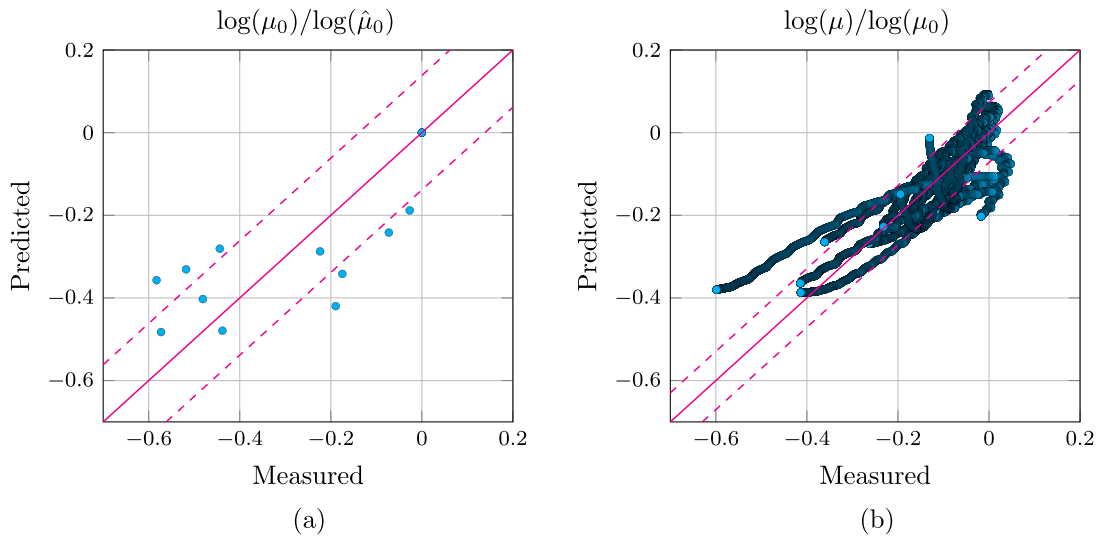 log(μ₀)/log(μ̂₀)
0.2
0
−0.2
−0.4
−0.6
Predicted
−0.6 −0.4 −0.2 0 0.2
Measured
(a)
log(μ)/log(μ₀)
0.2
0
−0.2
−0.4
−0.6
Predicted
−0.6 −0.4 −0.2 0 0.2
Measured
(b)